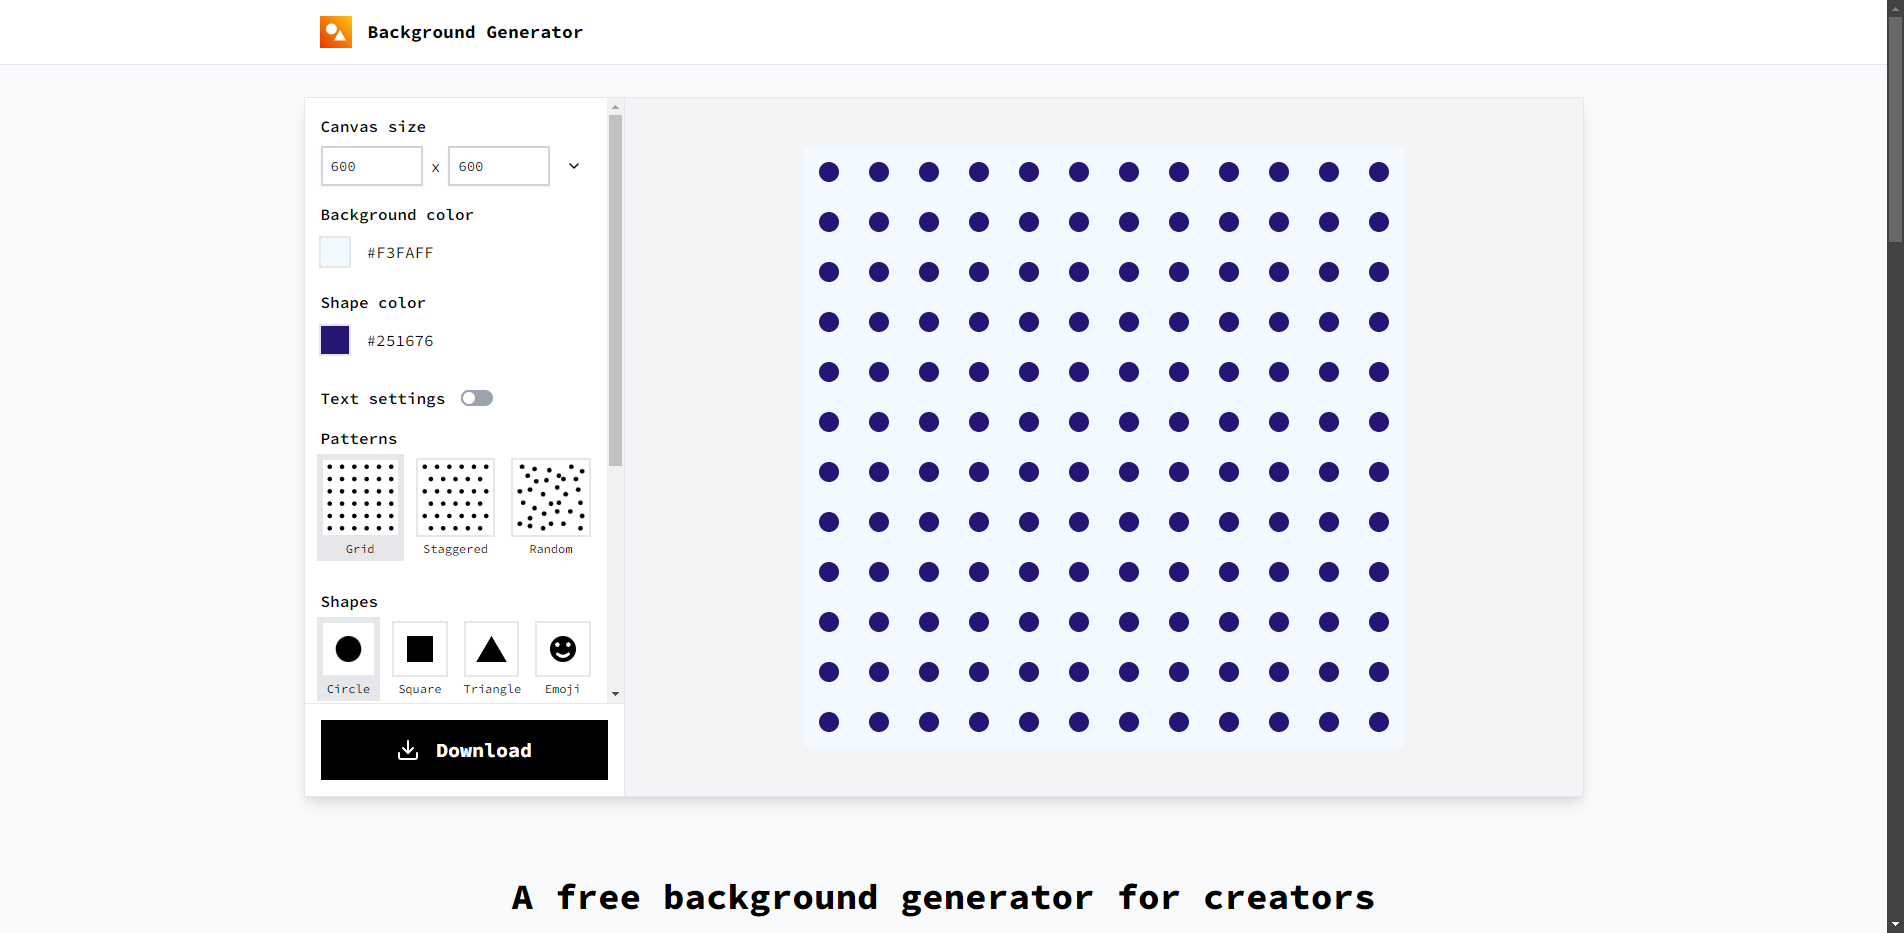 Background Generator
Canvas size
600 x 600
Background color
#F3FAFF
Shape color
#251676
Text settings
Patterns
Grid Staggered Random
Shapes
Circle Square Triangle Emoji
Download
A free background generator for creators